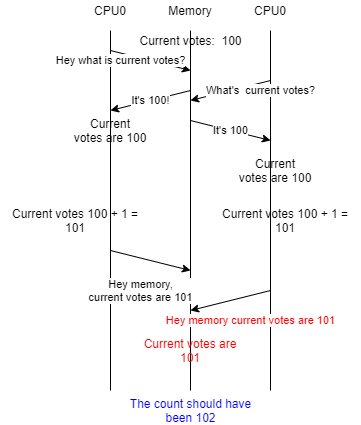 CPU0 Memory CPU0
Current votes: 100
Hey what is current votes?
What's current votes?
It's 100!
Current
votes are 100
It's 100
Current
votes are 100
Current votes 100 + 1 =
101
Current votes 100 + 1 =
101
Hey memory,
current votes are 101
Hey memory current votes are 101
Current votes are
101
The count should have
been 102